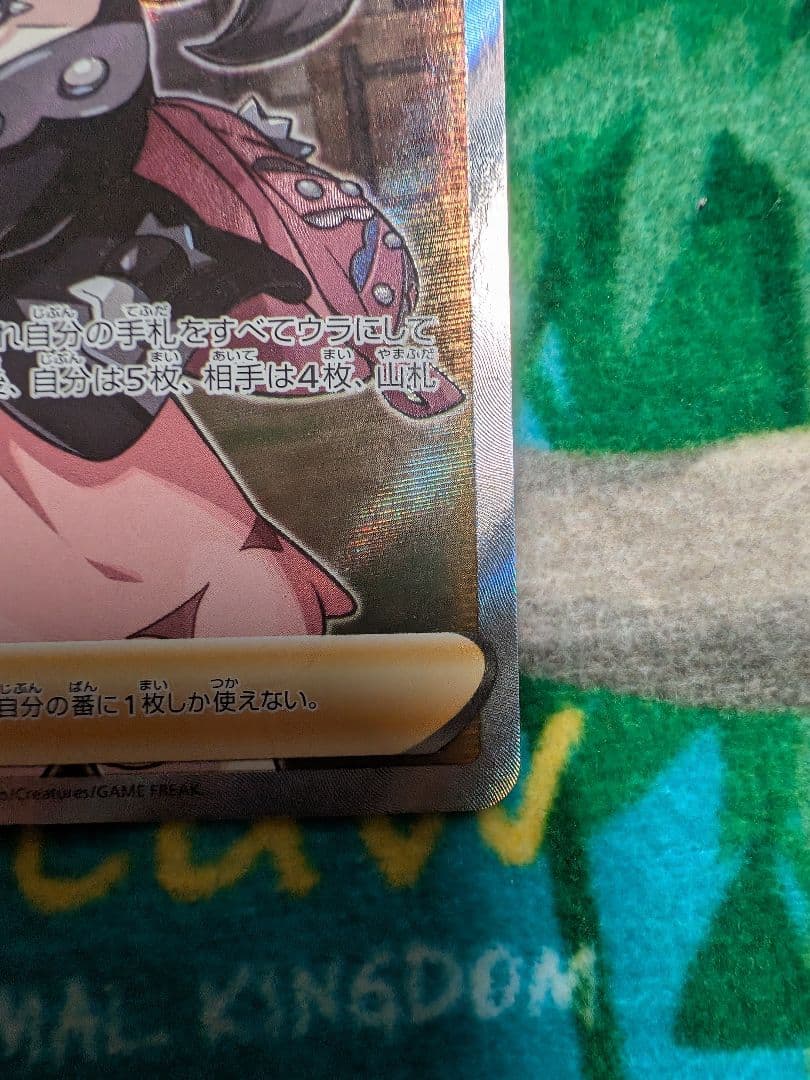 れ自分の手札をすべてウラにして
、自分は5枚、相手は4枚、山札
自分の番に1枚しか使えない。
/Creatures/GAME FREAK
MAL KINGDOM